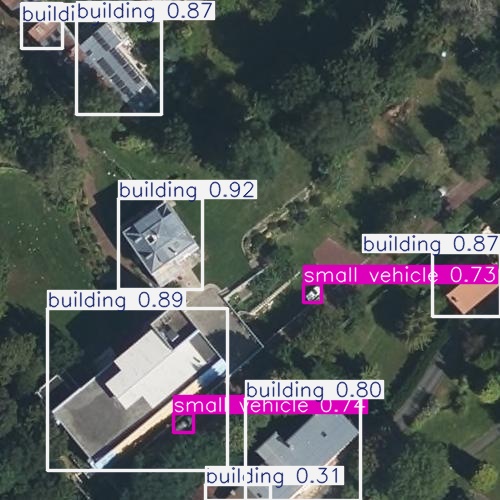 building 0.87
building 0.92
building 0.87
small vehicle 0.73
building 0.89
building 0.80
small vehicle 0.74
building 0.31